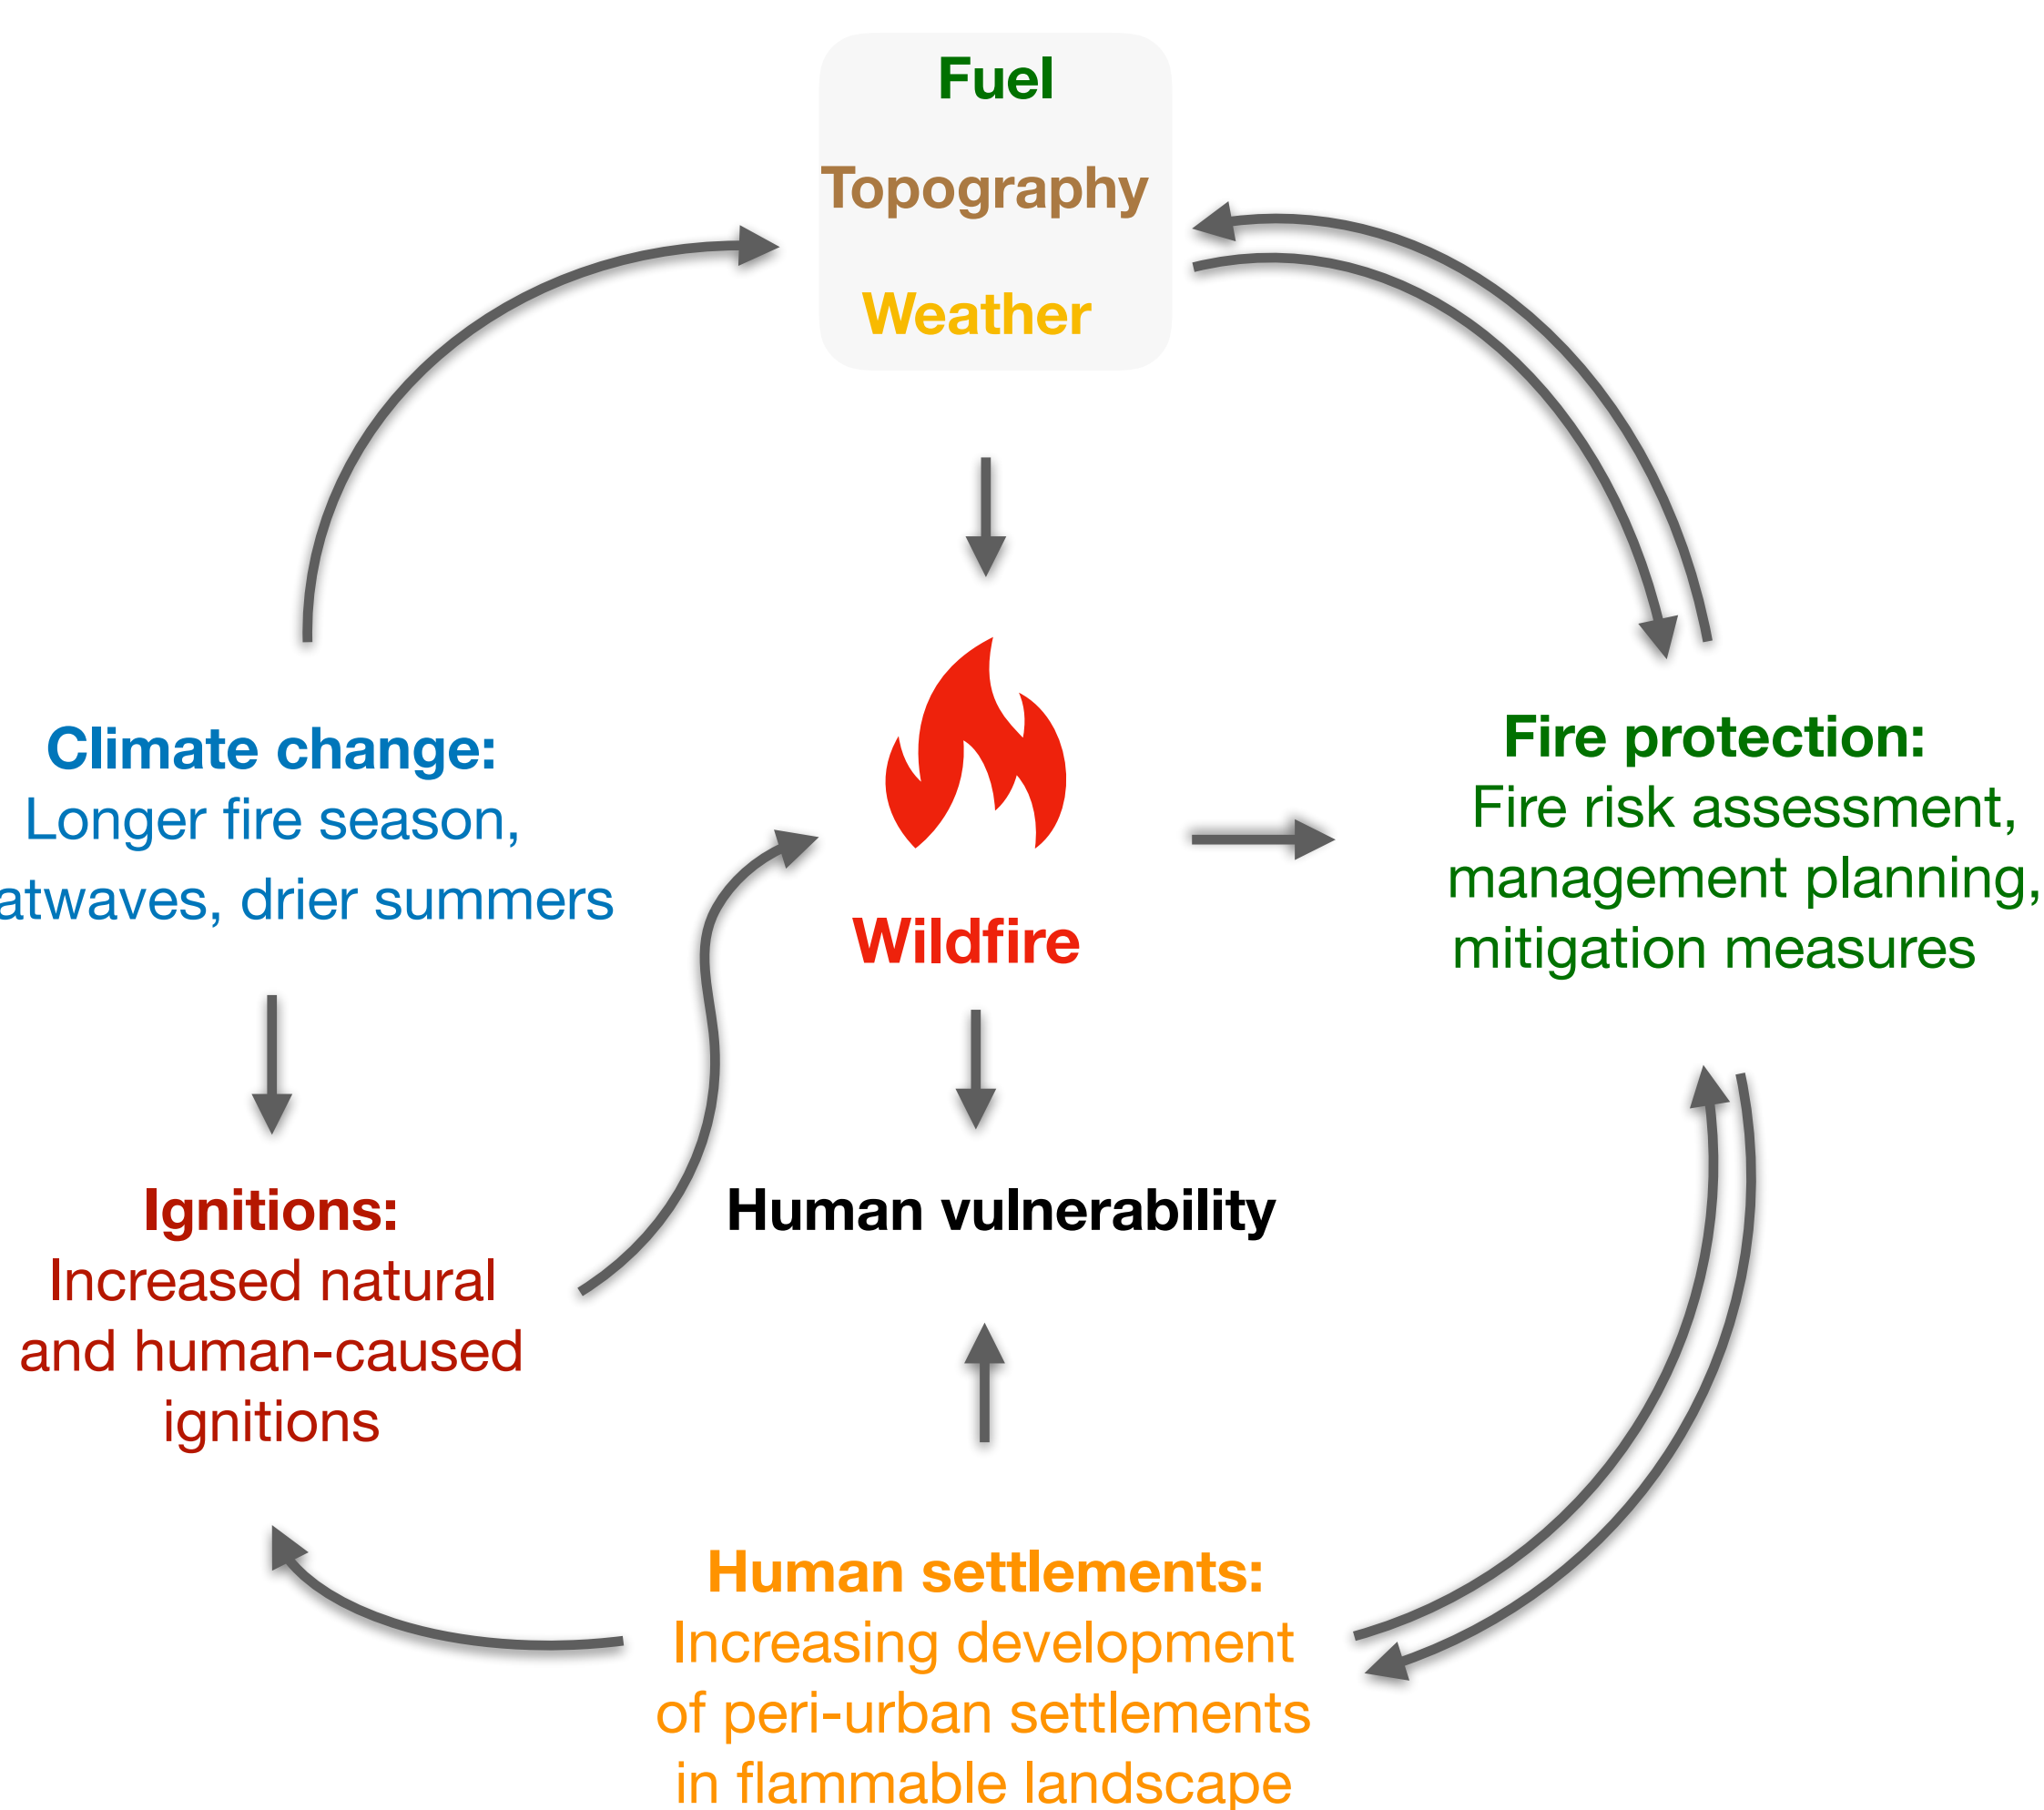 Fuel
Topography
Weather
Climate change:
Longer fire season,
atwaves, drier summers
Fire protection:
Fire risk assessment,
management planning,
mitigation measures
Wildfire
Ignitions:
Increased natural
and human-caused
ignitions
Human vulnerability
Human settlements:
Increasing development
of peri-urban settlements
in flammable landscape